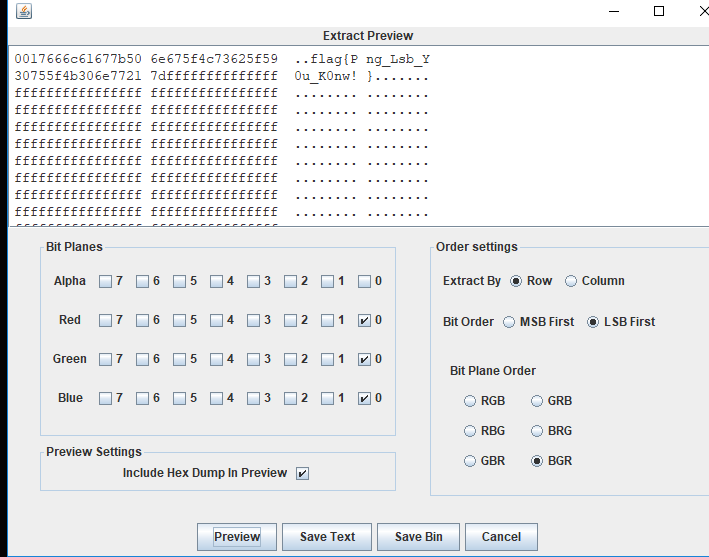 Extract Preview
0017666c61677b50 6e675f4c73625f59 ..flag{P ng_Lsb_Y
30755f4b306e7721 7dffffffffffffff 0u_K0nw! }.......
ffffffffffffffff ffffffffffffffff ........ ........
ffffffffffffffff ffffffffffffffff ........ ........
ffffffffffffffff ffffffffffffffff ........ ........
ffffffffffffffff ffffffffffffffff ........ ........
ffffffffffffffff ffffffffffffffff ........ ........
ffffffffffffffff ffffffffffffffff ........ ........
ffffffffffffffff ffffffffffffffff ........ ........
ffffffffffffffff ffffffffffffffff ........ ........
Bit Planes
Alpha 7 6 5 4 3 2 1 0
Red 7 6 5 4 3 2 1 0
Green 7 6 5 4 3 2 1 0
Blue 7 6 5 4 3 2 1 0
Preview Settings
Include Hex Dump In Preview
Order settings
Extract By Row Column
Bit Order MSB First LSB First
Bit Plane Order
RGB GRB
RBG BRG
GBR BGR
Preview Save Text Save Bin Cancel